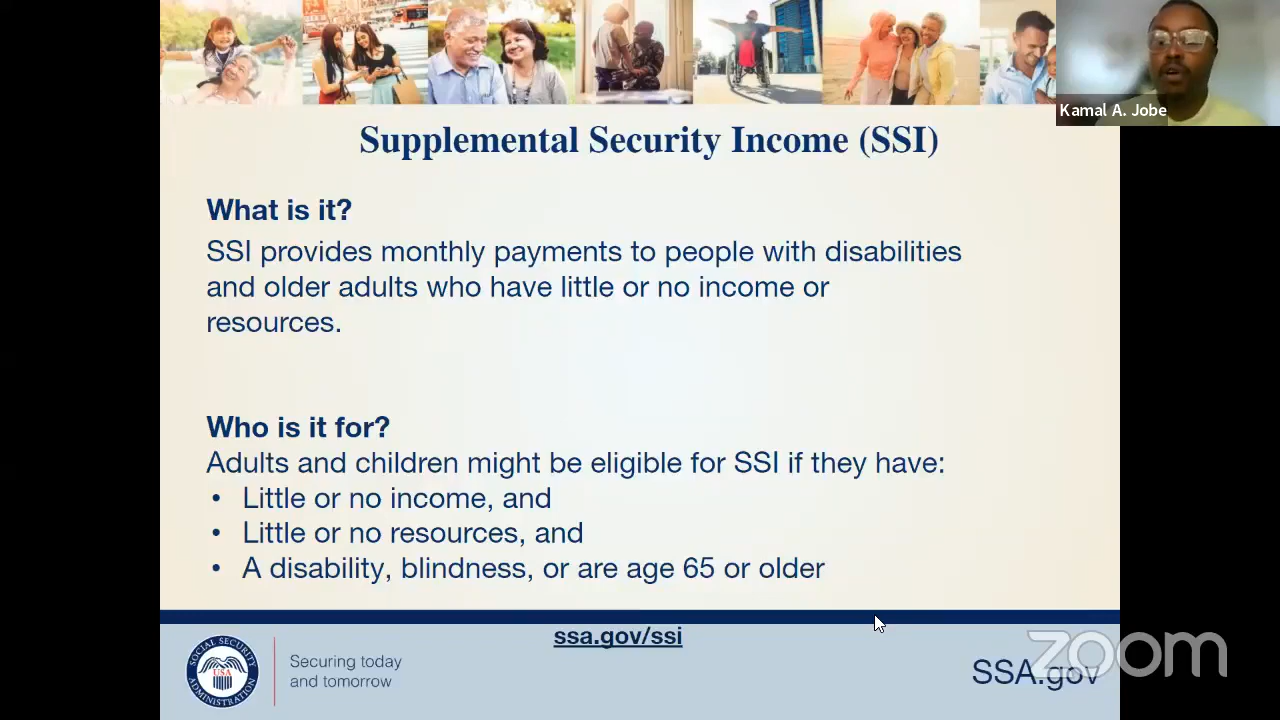 Kamal A. Jobe
Supplemental Security Income (SSI)
What is it?
SSI provides monthly payments to people with disabilities
and older adults who have little or no income or
resources.
Who is it for?
Adults and children might be eligible for SSI if they have:
• Little or no income, and
• Little or no resources, and
• A disability, blindness, or are age 65 or older
ssa.gov/ssi
SOCIAL SECURITY
USA
ADMINISTRATION
Securing today
and tomorrow
SSA.gov
zoom